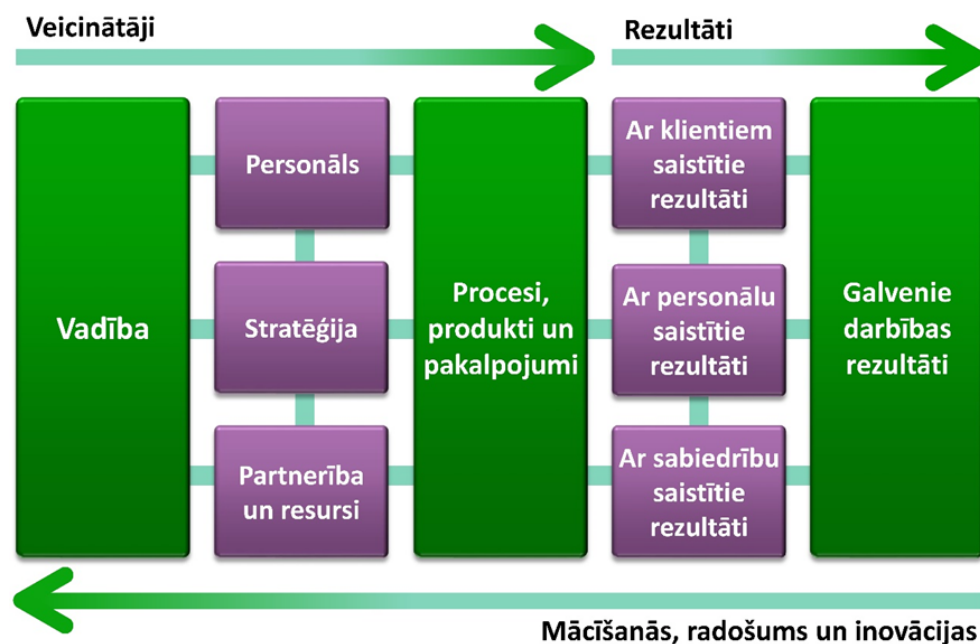 Veicinātāji
Rezultāti
Vadība
Personāls
Stratēģija
Partnerība
un resursi
Procesi,
produkti un
pakalpojumi
Ar klientiem
saistītie
rezultāti
Ar personālu
saistītie
rezultāti
Ar sabiedrību
saistītie
rezultāti
Galvenie
darbības
rezultāti
Mācīšanās, radošums un inovācijas